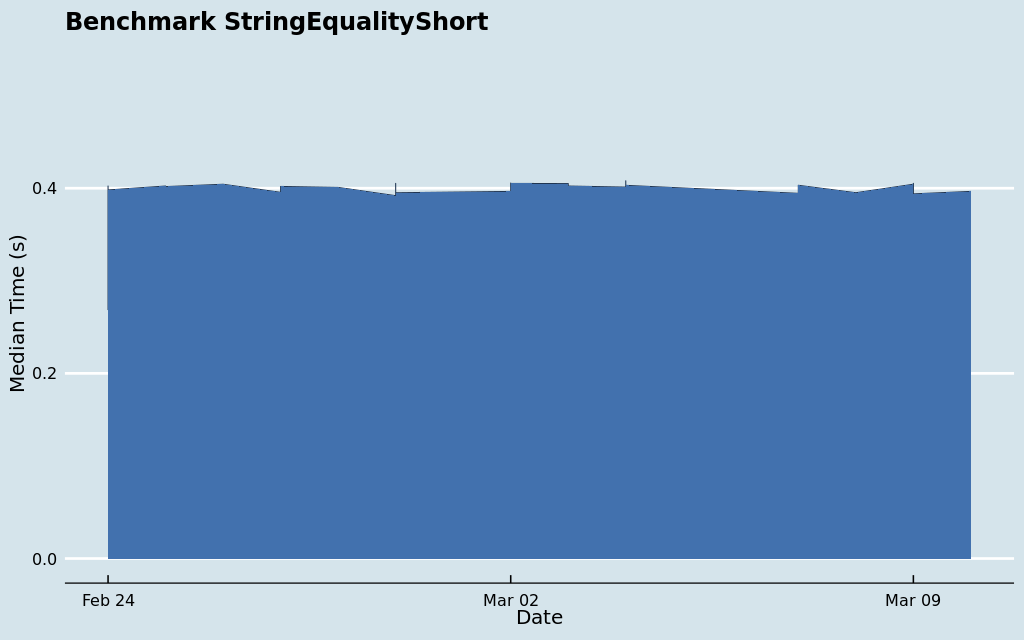 Benchmark StringEqualityShort
Median Time (s)
0.4
0.2
0.0
Feb 24
Mar 02
Mar 09
Date